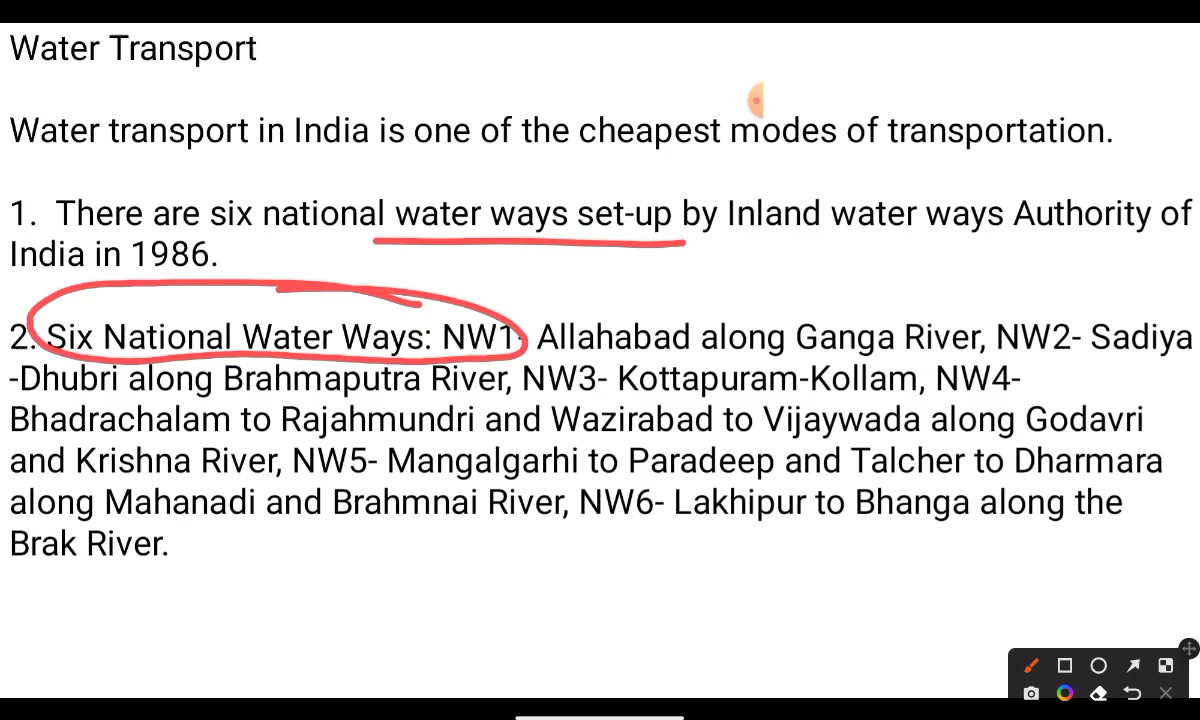 Water Transport
Water transport in India is one of the cheapest modes of transportation.
1. There are six national water ways set-up by Inland water ways Authority of
India in 1986.
2. Six National Water Ways: NW1- Allahabad along Ganga River, NW2- Sadiya
-Dhubri along Brahmaputra River, NW3- Kottapuram-Kollam, NW4-
Bhadrachalam to Rajahmundri and Wazirabad to Vijaywada along Godavri
and Krishna River, NW5- Mangalgarhi to Paradeep and Talcher to Dharmara
along Mahanadi and Brahmnai River, NW6- Lakhipur to Bhanga along the
Brak River.